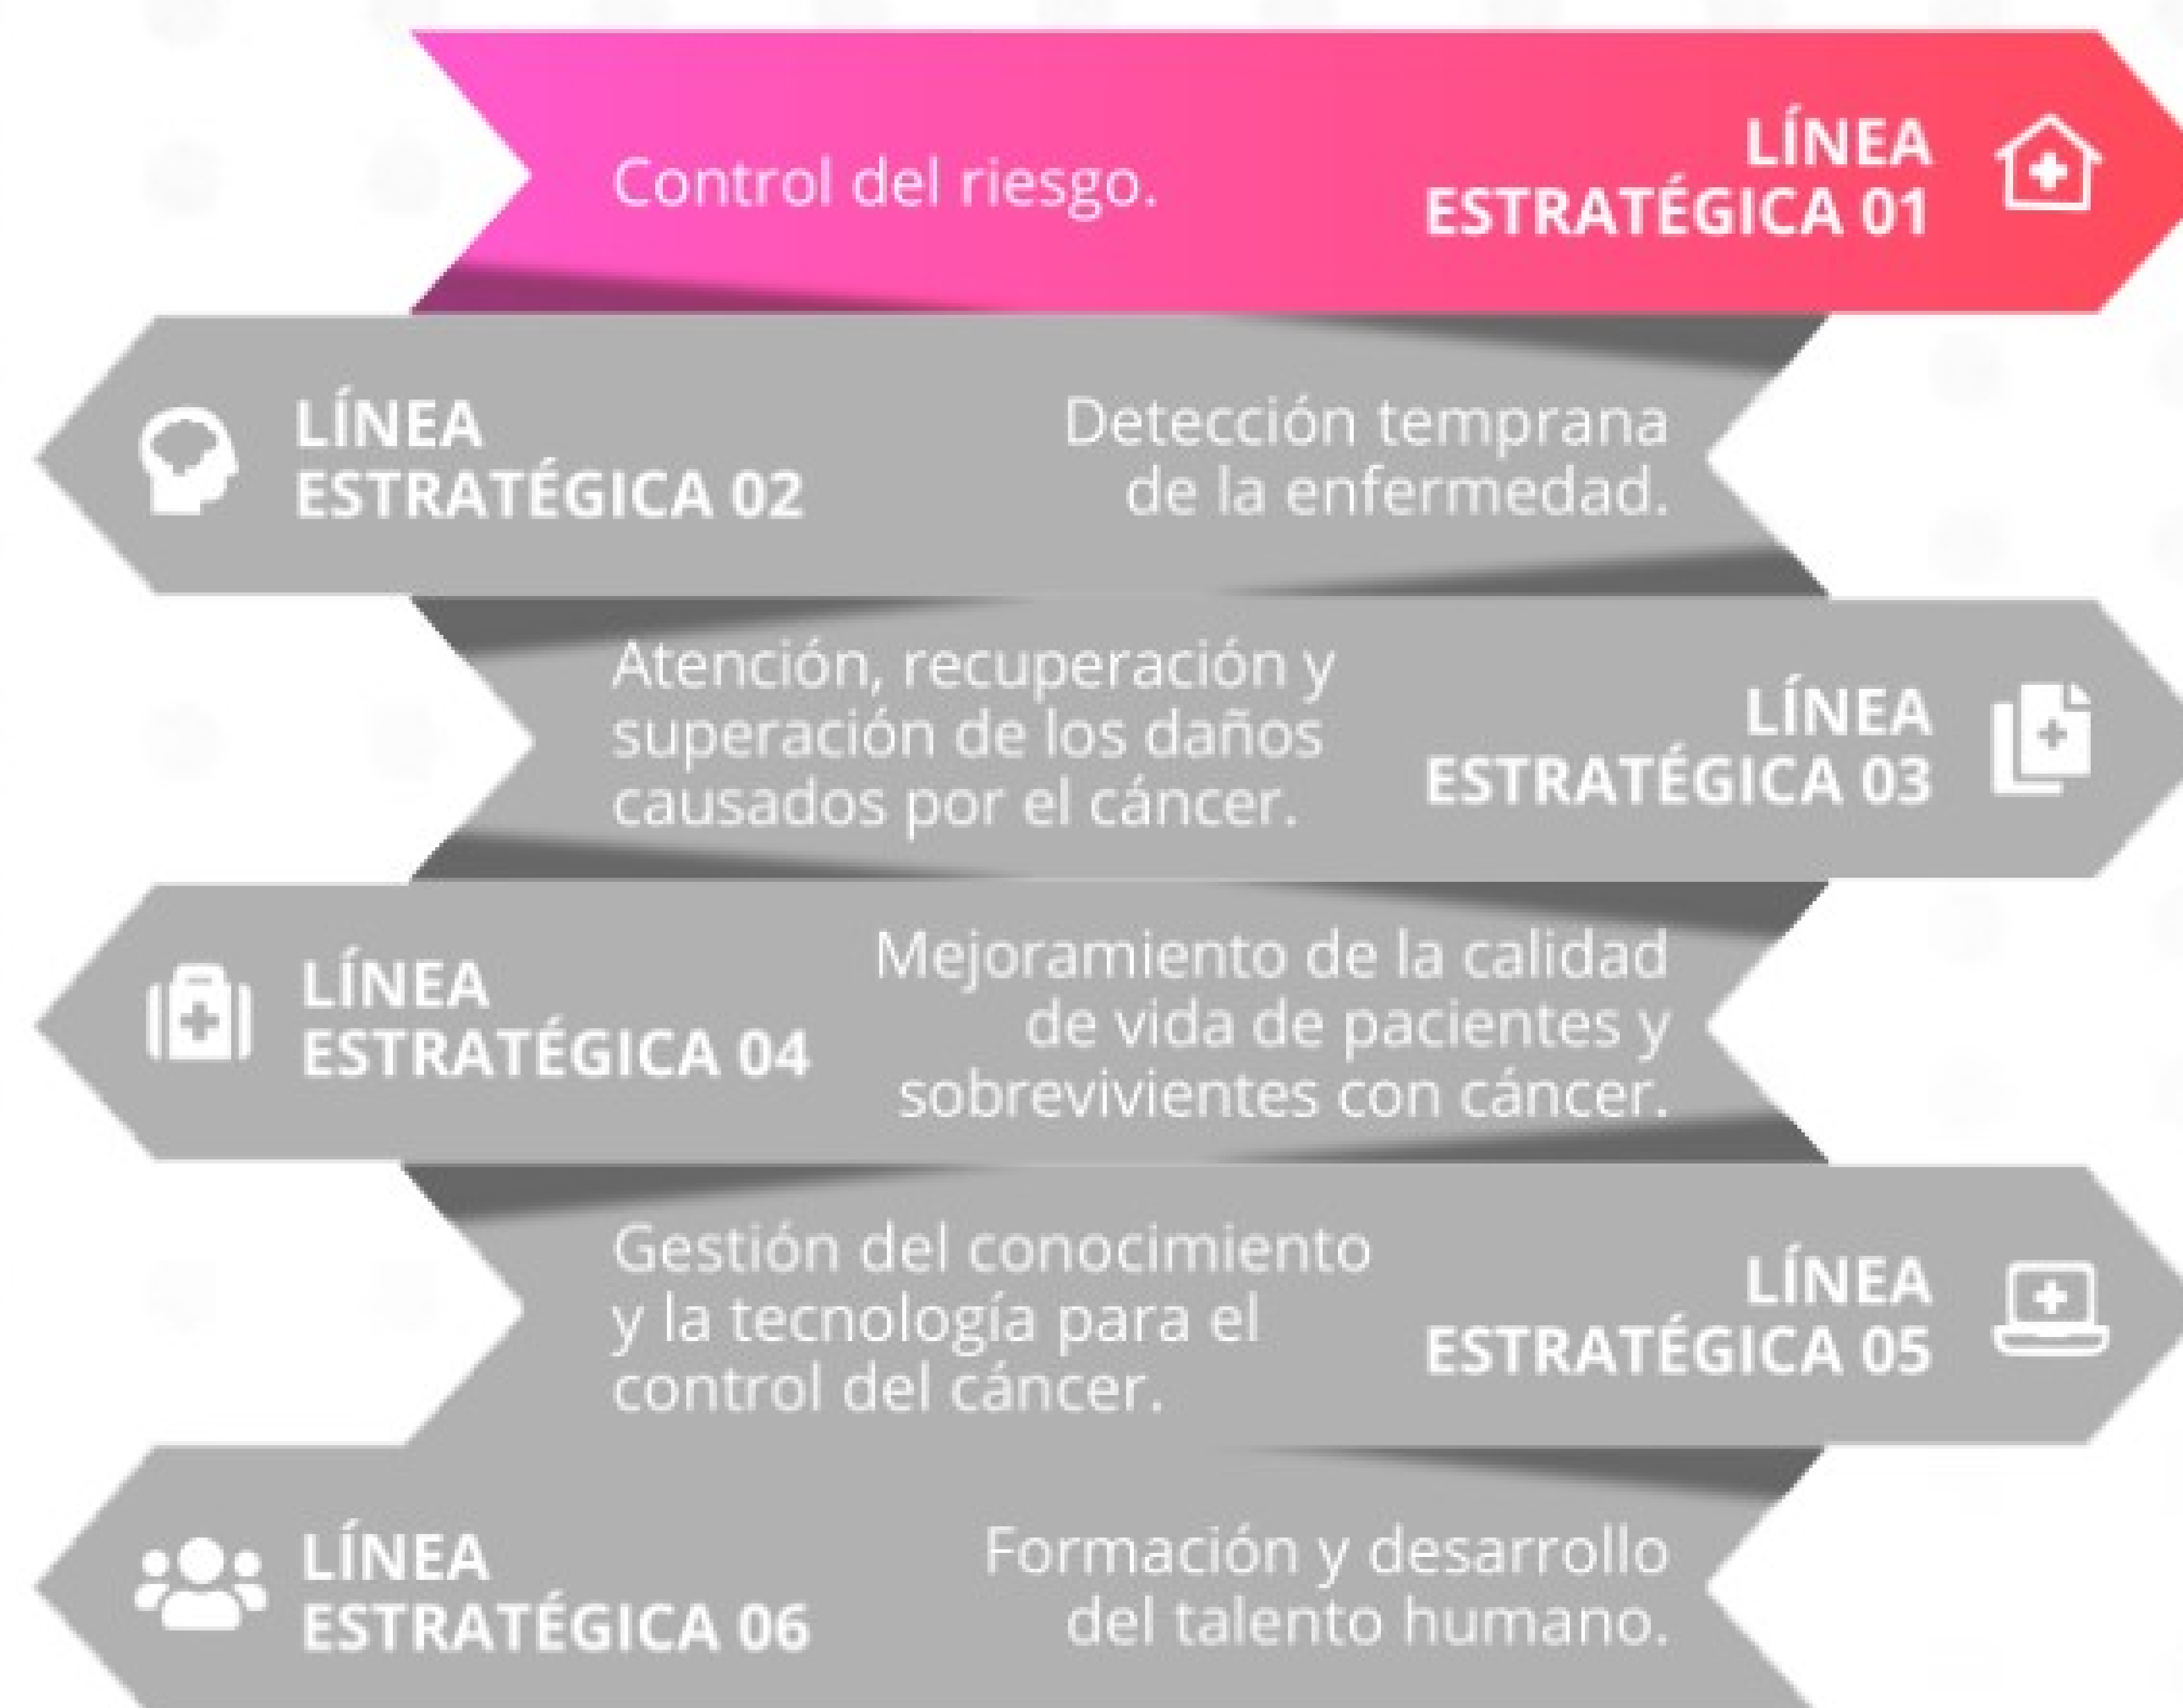 Control del riesgo.
LÍNEA
ESTRATÉGICA 01
LÍNEA
ESTRATÉGICA 02
Detección temprana
de la enfermedad.
Atención, recuperación y
superación de los daños
causados por el cáncer.
LÍNEA
ESTRATÉGICA 03
LÍNEA
ESTRATÉGICA 04
Mejoramiento de la calidad
de vida de pacientes y
sobrevivientes con cáncer.
Gestión del conocimiento
y la tecnología para el
control del cáncer.
LÍNEA
ESTRATÉGICA 05
LÍNEA
ESTRATÉGICA 06
Formación y desarrollo
del talento humano.